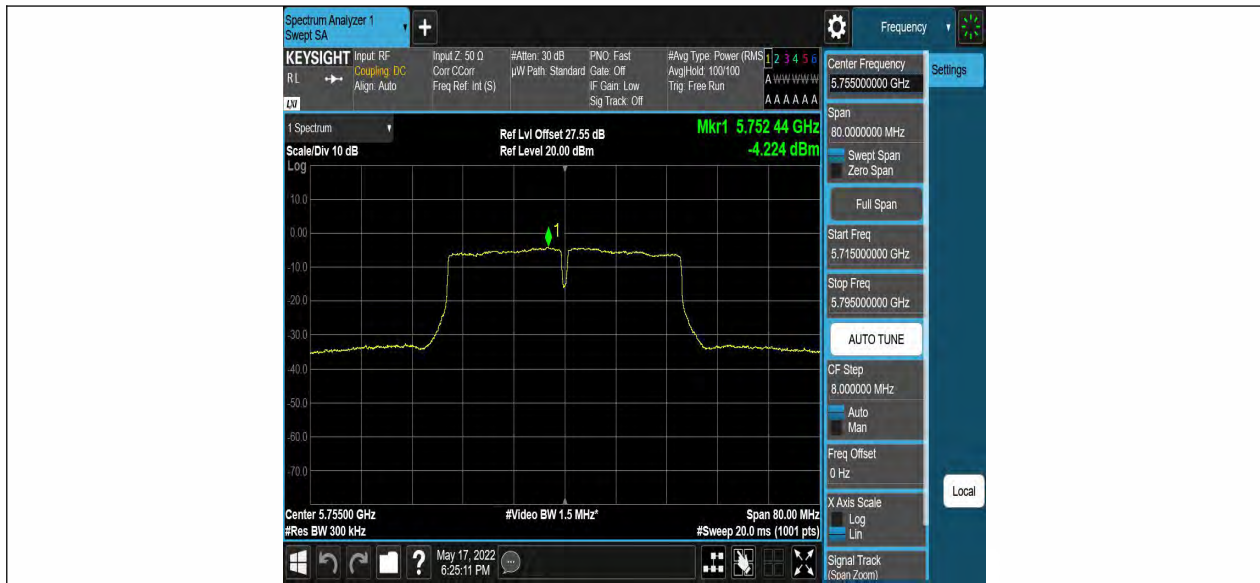 Spectrum Analyzer 1
Swept SA
+
Frequency
KEYSIGHT
RL
LXI
Input: RF
Coupling: DC
Align: Auto
Input Z: 50 Ω
Corr CCorr
Freq Ref: Int (S)
#Atten: 30 dB
µW Path: Standard
PNO: Fast
Gate: Off
IF Gain: Low
Sig Track: Off
#Avg Type: Power (RMS
Avg|Hold: 100/100
Trig: Free Run
1 2 3 4 5 6
A W W W W W
A A A A A A
1 Spectrum
Scale/Div 10 dB
Log
Ref Lvl Offset 27.55 dB
Ref Level 20.00 dBm
Mkr1 5.752 44 GHz
-4.224 dBm
10.0
0.00
-10.0
-20.0
-30.0
-40.0
-50.0
-60.0
-70.0
1
Center 5.75500 GHz
#Res BW 300 kHz
#Video BW 1.5 MHz*
Span 80.00 MHz
#Sweep 20.0 ms (1001 pts)
?
May 17, 2022
6:25:11 PM
Center Frequency
5.755000000 GHz
Span
80.0000000 MHz
Swept Span
Zero Span
Full Span
Start Freq
5.715000000 GHz
Stop Freq
5.795000000 GHz
AUTO TUNE
CF Step
8.000000 MHz
Auto
Man
Freq Offset
0 Hz
X Axis Scale
Log
Lin
Signal Track
(Span Zoom)
Settings
Local